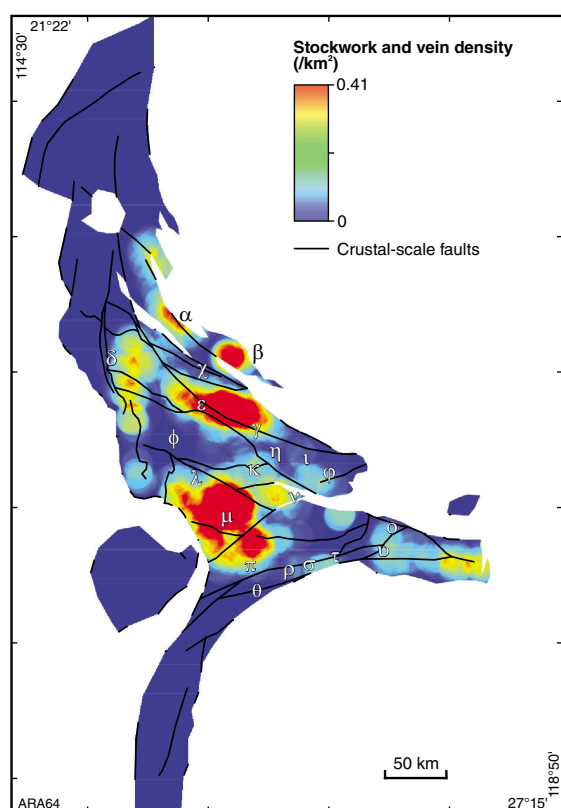 21°22'
114°30'
Stockwork and vein density
(/km²)
0.41
0
Crustal-scale faults
α
β
δ
χ
ε
γ
ϕ
η
ι
κ
φ
λ
ν
μ
ο
υ
τ
π
ρ
σ
θ
50 km
118°50'
ARA64
27°15'